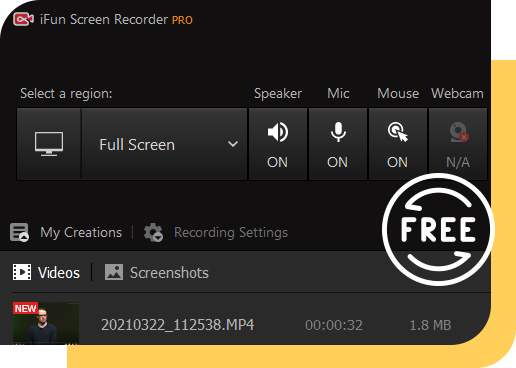 iFun Screen Recorder PRO
Select a region: Speaker Mic Mouse Webcam
Full Screen
ON ON ON N/A
FREE
My Creations Recording Settings
Videos Screenshots
NEW
20210322_112538.MP4 00:00:32 1.8 MB